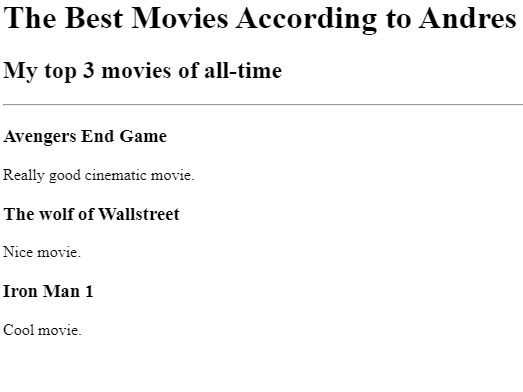 The Best Movies According to Andres
My top 3 movies of all-time
Avengers End Game
Really good cinematic movie.
The wolf of Wallstreet
Nice movie.
Iron Man 1
Cool movie.